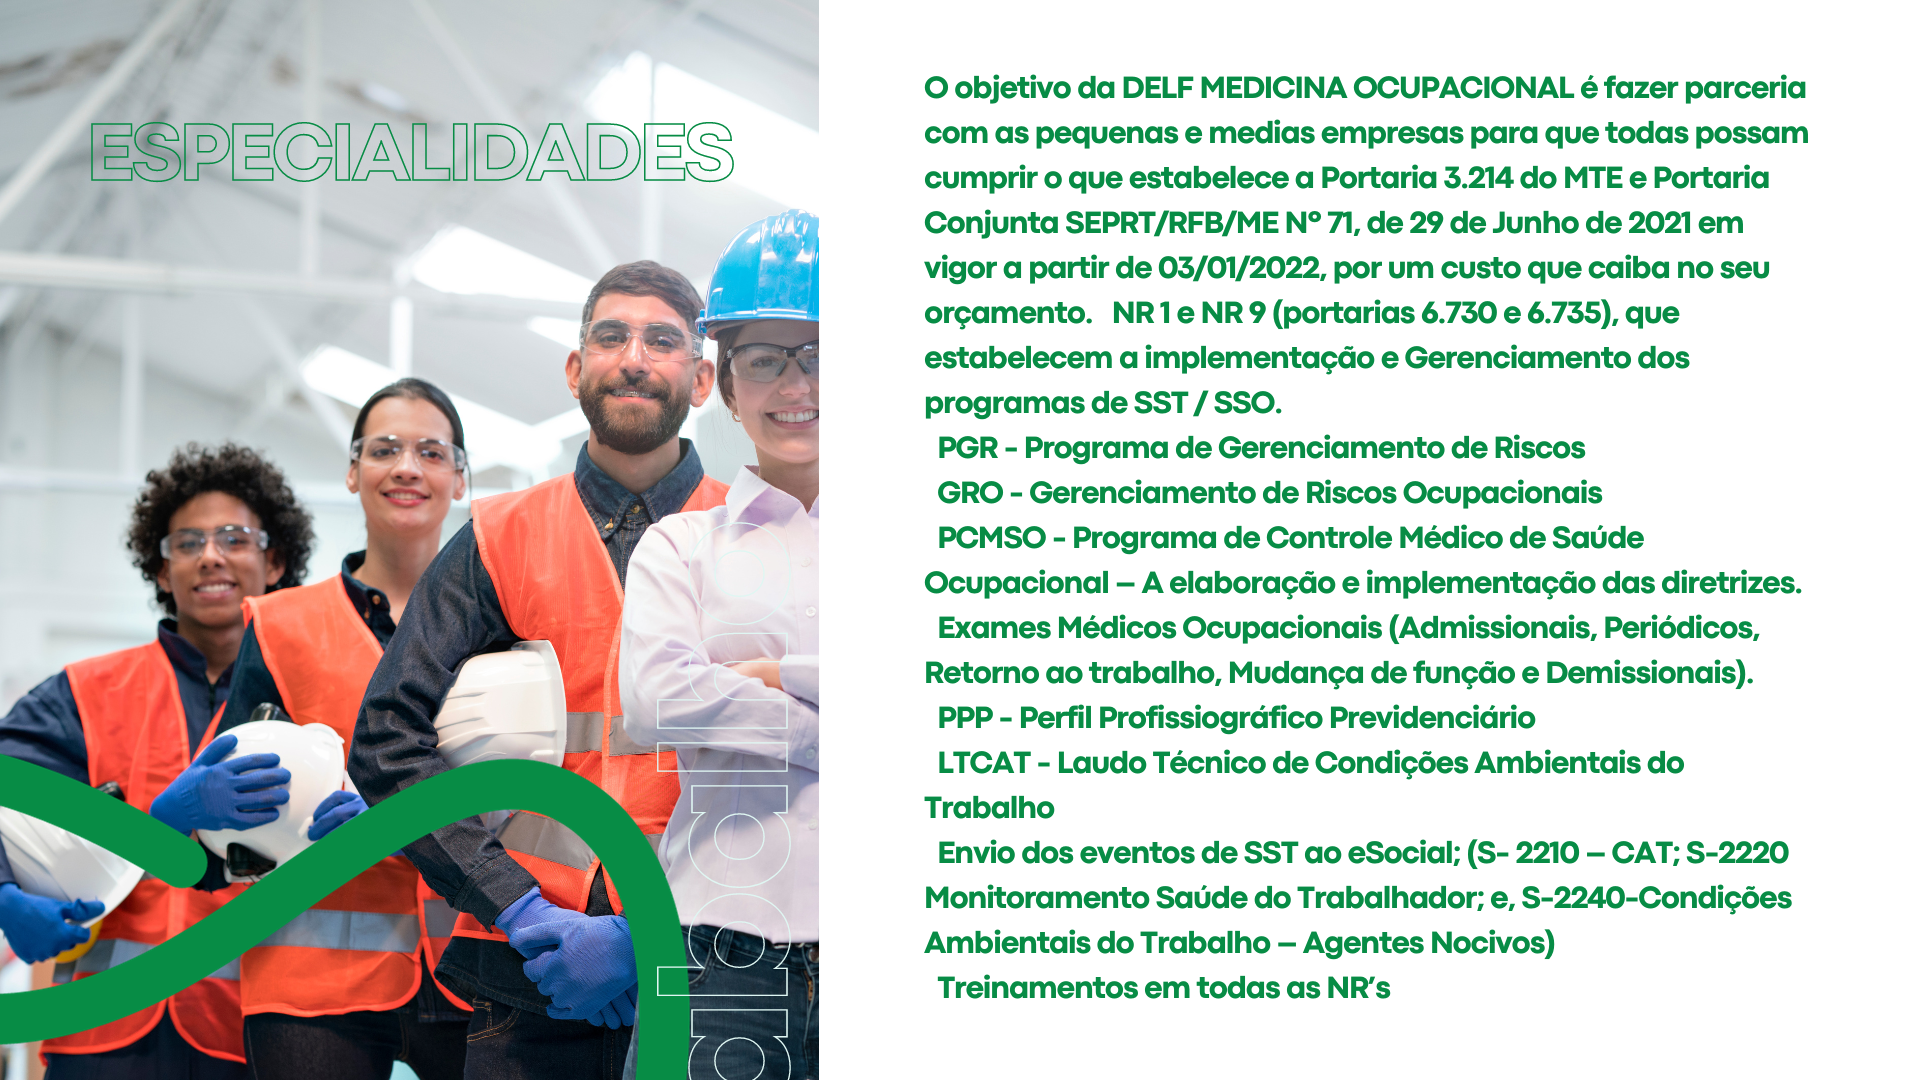 ESPECIALIDADES
O objetivo da DELF MEDICINA OCUPACIONAL é fazer parceria
com as pequenas e medias empresas para que todas possam
cumprir o que estabelece a Portaria 3.214 do MTE e Portaria
Conjunta SEPRT/RFB/ME Nº 71, de 29 de Junho de 2021 em
vigor a partir de 03/01/2022, por um custo que caiba no seu
orçamento.   NR 1 e NR 9 (portarias 6.730 e 6.735), que
estabelecem a implementação e Gerenciamento dos
programas de SST / SSO.
PGR - Programa de Gerenciamento de Riscos
GRO - Gerenciamento de Riscos Ocupacionais
PCMSO - Programa de Controle Médico de Saúde
Ocupacional – A elaboração e implementação das diretrizes.
Exames Médicos Ocupacionais (Admissionais, Periódicos,
Retorno ao trabalho, Mudança de função e Demissionais).
PPP - Perfil Profissiográfico Previdenciário
LTCAT - Laudo Técnico de Condições Ambientais do
Trabalho
Envio dos eventos de SST ao eSocial; (S- 2210 – CAT; S-2220
Monitoramento Saúde do Trabalhador; e, S-2240-Condições
Ambientais do Trabalho – Agentes Nocivos)
Treinamentos em todas as NR’s